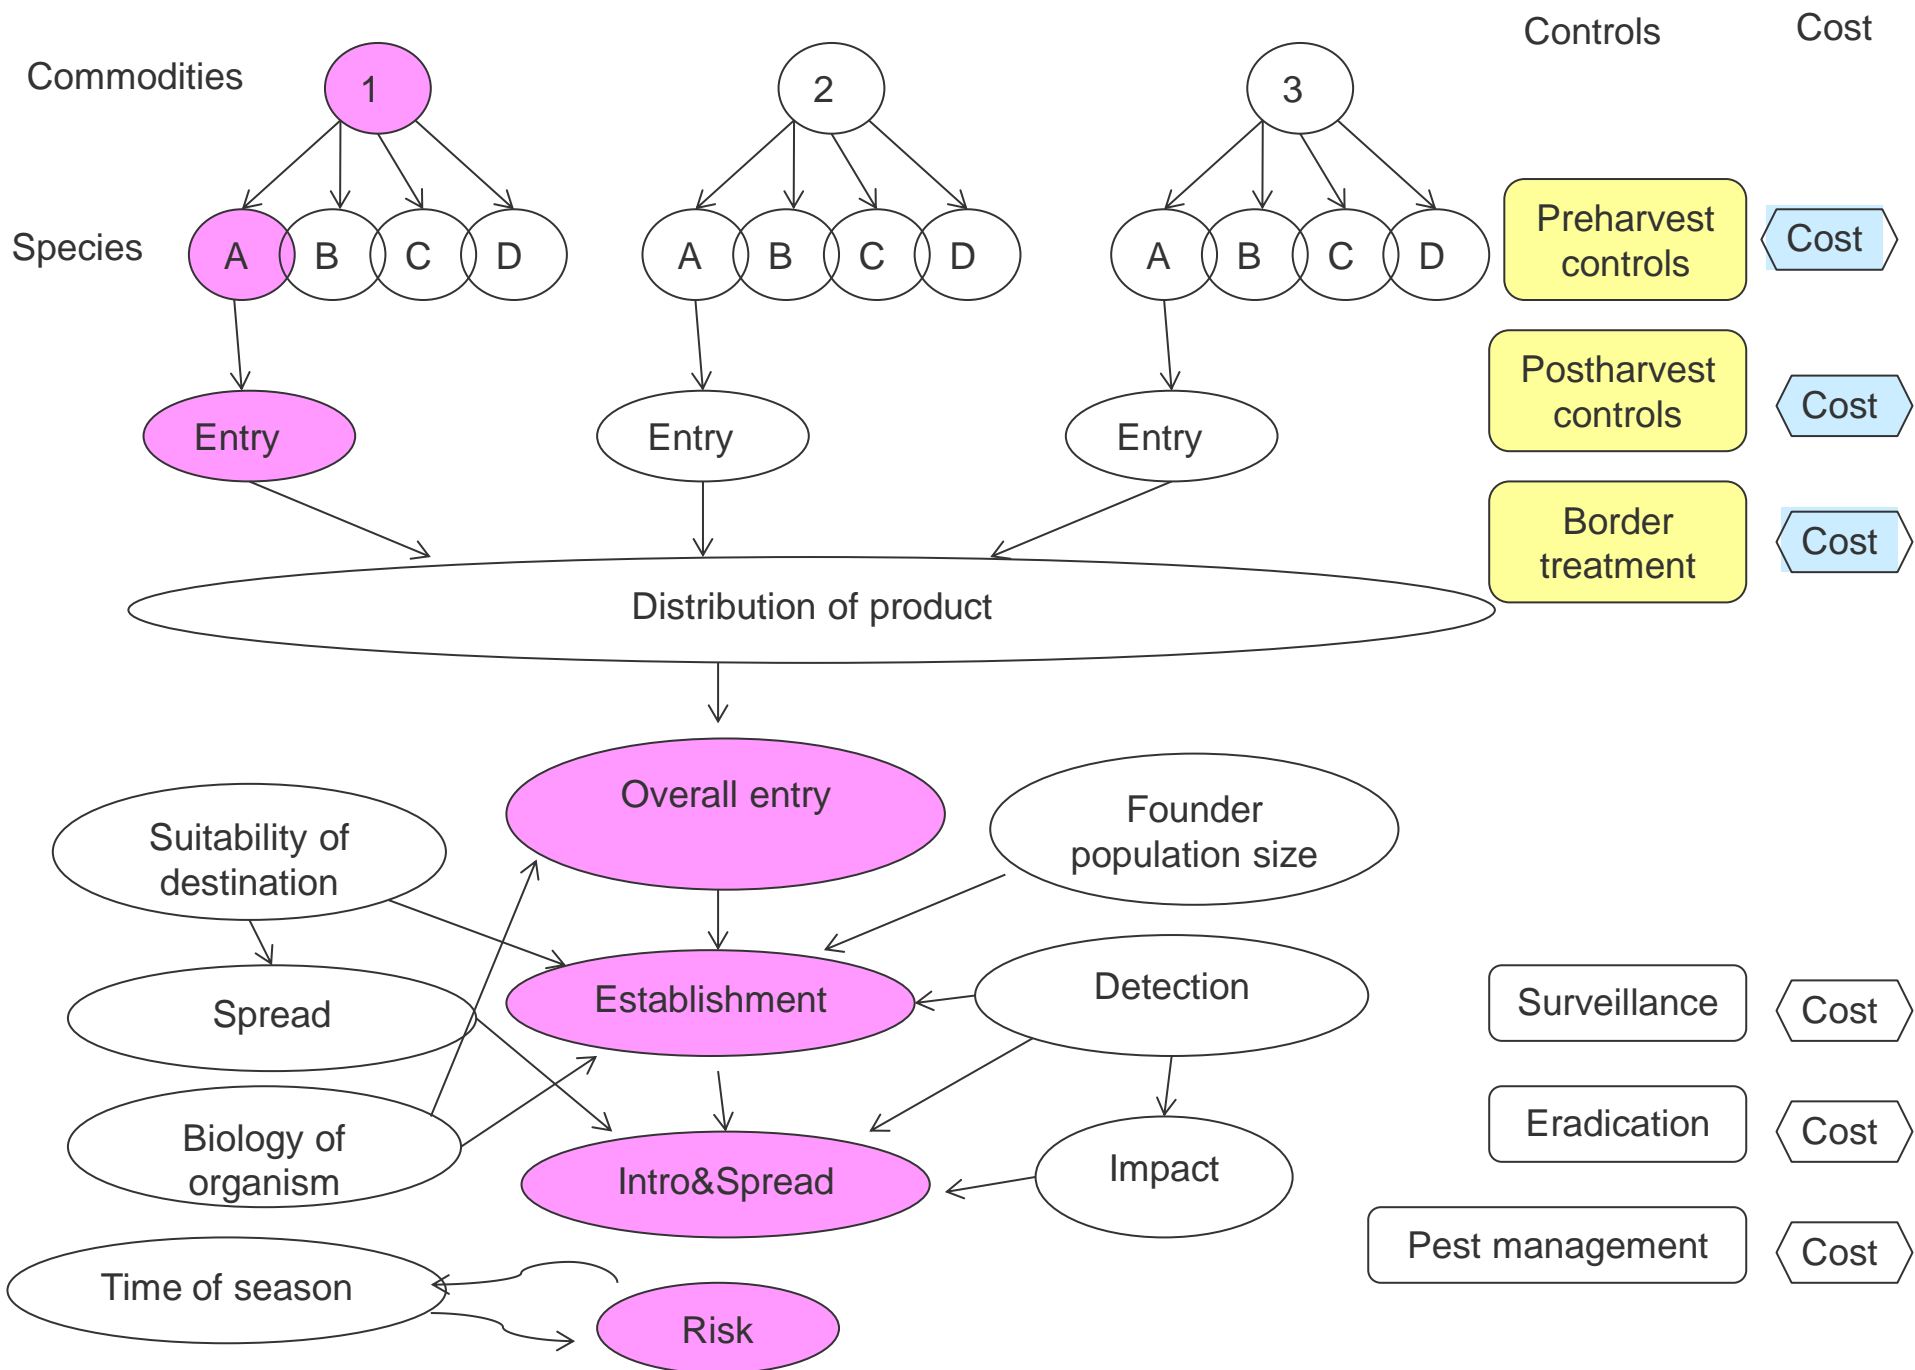 Controls
Cost
Commodities
1
2
3
Species
A
B
C
D
A
B
C
D
A
B
C
D
Preharvest
controls
Cost
Entry
Entry
Entry
Postharvest
controls
Cost
Border
treatment
Cost
Distribution of product
Overall entry
Suitability of
destination
Founder
population size
Spread
Establishment
Detection
Surveillance
Cost
Biology of
organism
Intro&Spread
Impact
Eradication
Cost
Pest management
Cost
Time of season
Risk